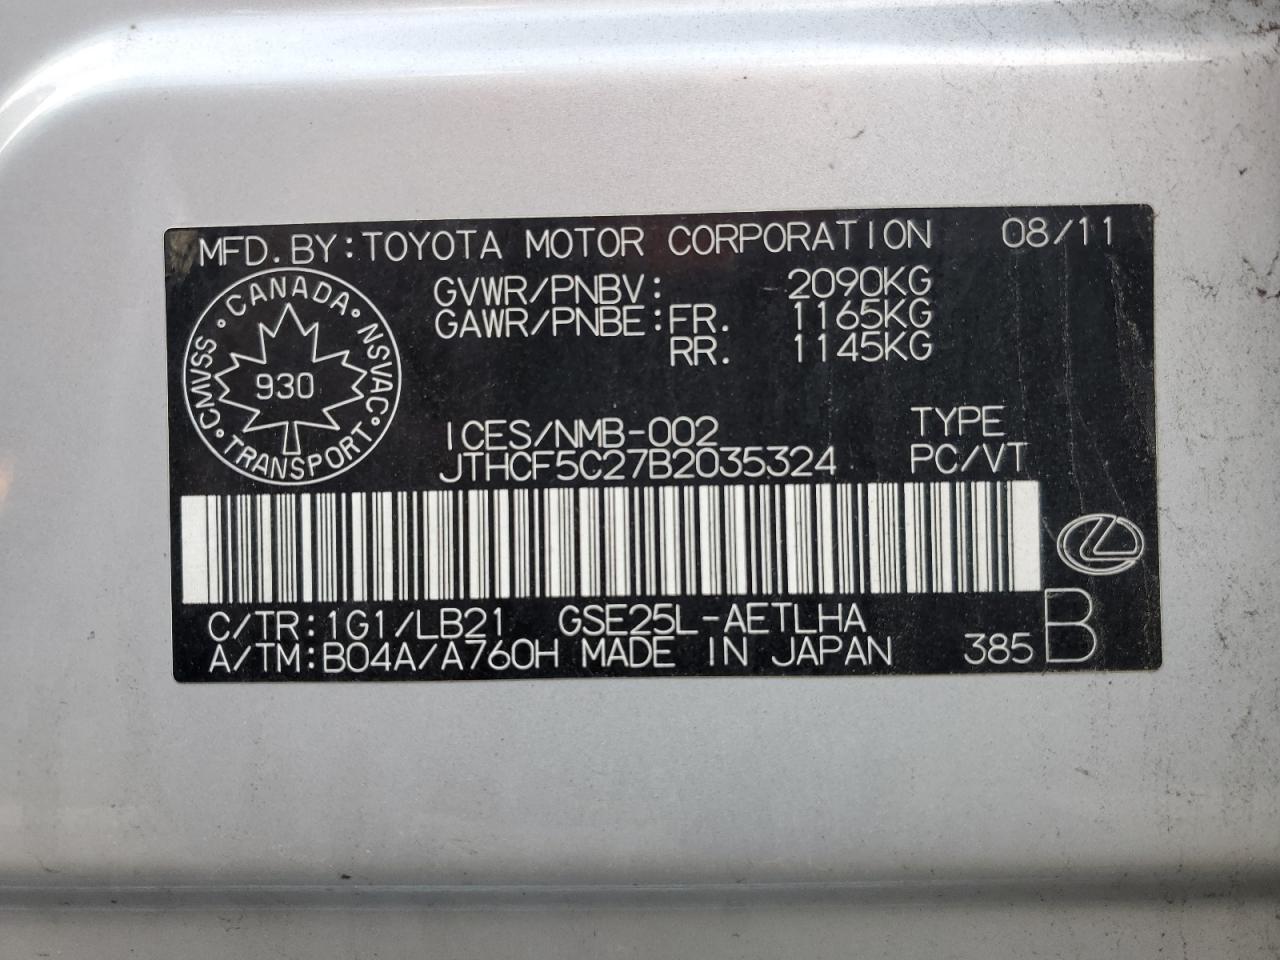 MFD. BY: TOYOTA MOTOR CORPORATION 08/11
CANADA
CMVSS NSVAC
930
TRANSPORT
GVWR/PNBV: 2090KG
GAWR/PNBE: FR. 1165KG
RR. 1145KG
ICES/NMB-002 TYPE
JTHCF5C27B2035324 PC/VT
C/TR: 1G1/LB21 GSE25L-AETLHA
A/TM: B04A/A760H MADE IN JAPAN 385 B